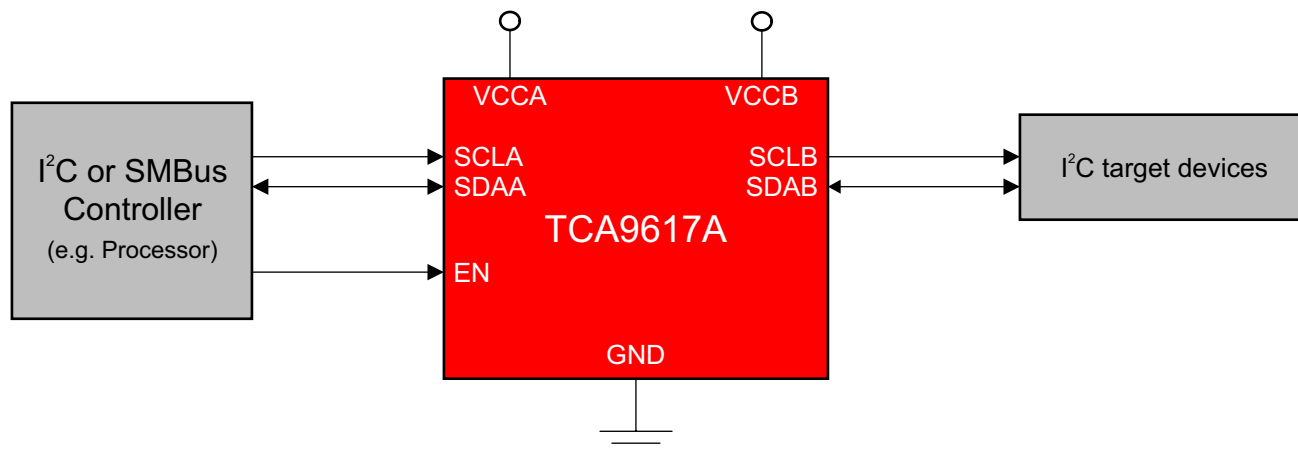 VCCA
VCCB
I²C or SMBus
Controller
(e.g. Processor)
SCLA
SDAA
EN
SCLB
SDAB
TCA9617A
GND
I²C target devices